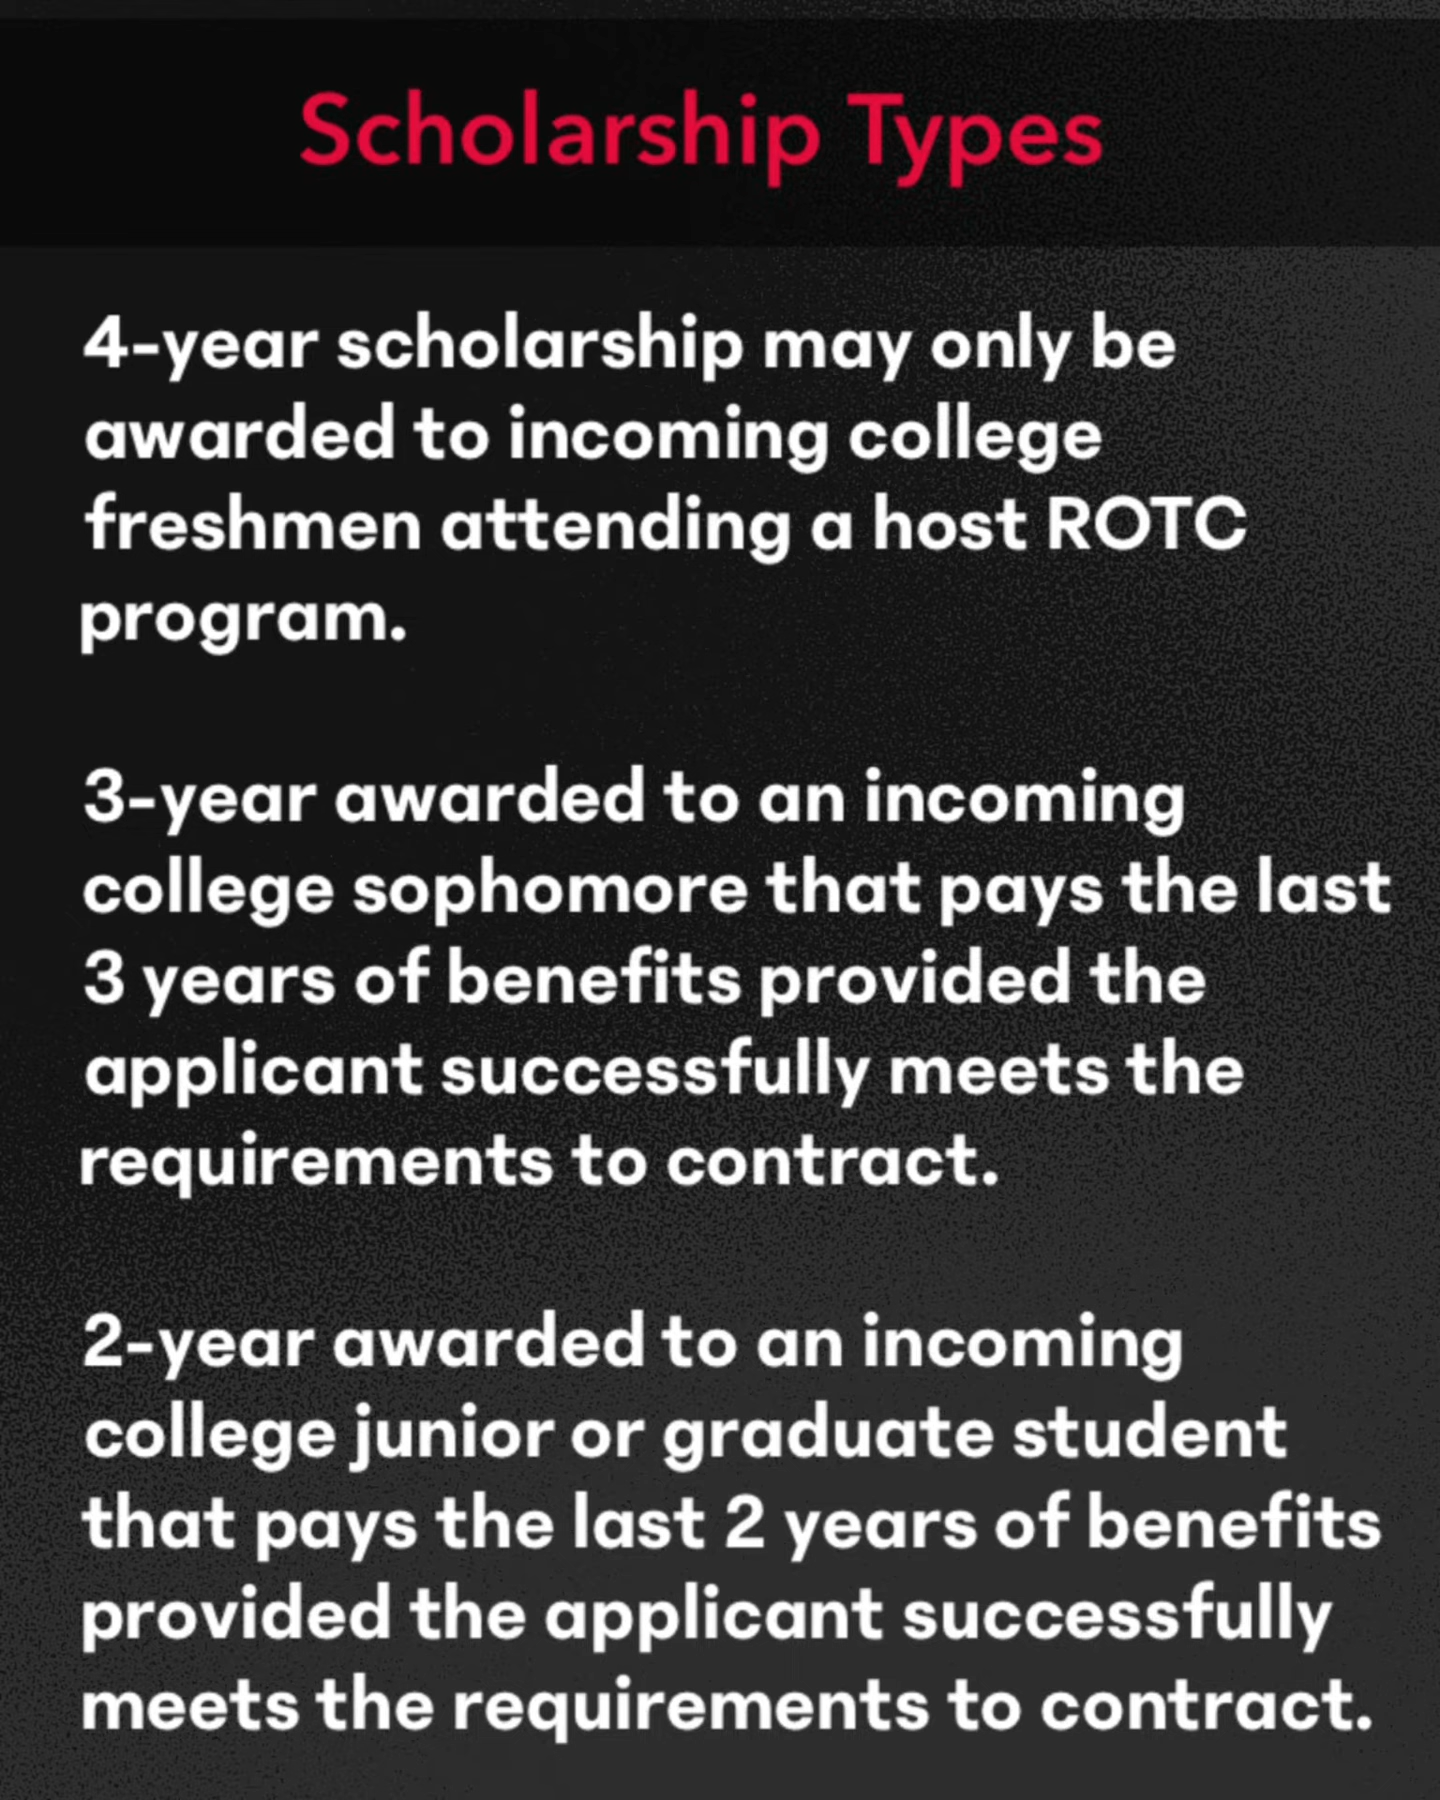 Scholarship Types
4-year scholarship may only be
awarded to incoming college
freshmen attending a host ROTC
program.
3-year awarded to an incoming
college sophomore that pays the last
3 years of benefits provided the
applicant successfully meets the
requirements to contract.
2-year awarded to an incoming
college junior or graduate student
that pays the last 2 years of benefits
provided the applicant successfully
meets the requirements to contract.